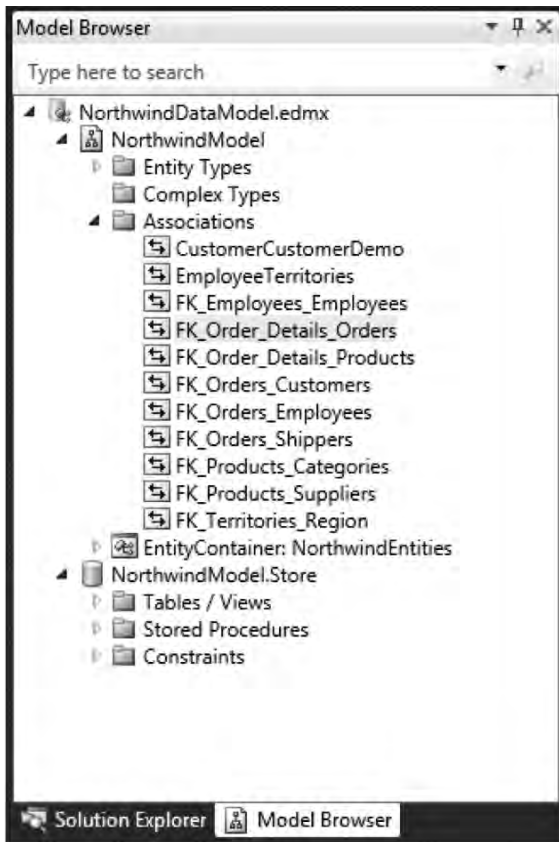 Model Browser
Type here to search
NorthwindDataModel.edmx
NorthwindModel
Entity Types
Complex Types
Associations
CustomerCustomerDemo
EmployeeTerritories
FK_Employees_Employees
FK_Order_Details_Orders
FK_Order_Details_Products
FK_Orders_Customers
FK_Orders_Employees
FK_Orders_Shippers
FK_Products_Categories
FK_Products_Suppliers
FK_Territories_Region
EntityContainer: NorthwindEntities
NorthwindModel.Store
Tables / Views
Stored Procedures
Constraints
Solution Explorer Model Browser